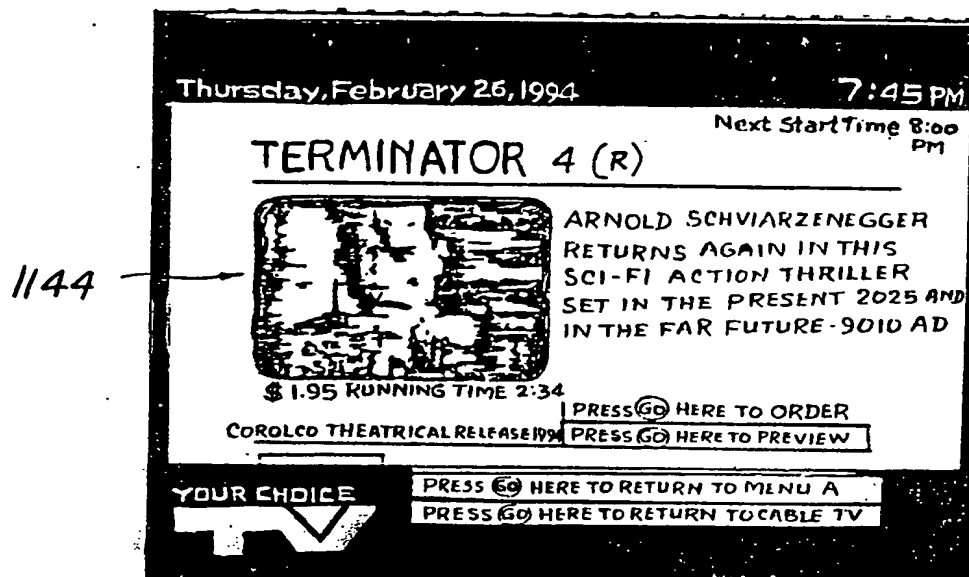 Thursday, February 26, 1994 7:45 PM
Next Start Time 8:00 PM
TERMINATOR 4 (R)
1144
ARNOLD SCHVIARZENEGGER
RETURNS AGAIN IN THIS
SCI-FI ACTION THRILLER
SET IN THE PRESENT 2025 AND
IN THE FAR FUTURE-9010 AD
$1.95 RUNNING TIME 2:34
PRESS GO HERE TO ORDER
COROLCO THEATRICAL RELEASE 1994 PRESS GO HERE TO PREVIEW
YOUR CHOICE
TV
PRESS GO HERE TO RETURN TO MENU A
PRESS GO HERE TO RETURN TO CABLE TV